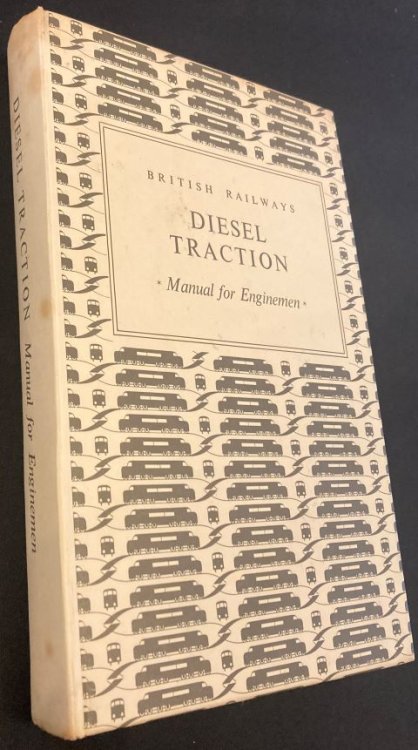 BRITISH RAILWAYS
DIESEL
TRACTION
* Manual for Enginemen *
DIESEL TRACTION Manual for Enginemen